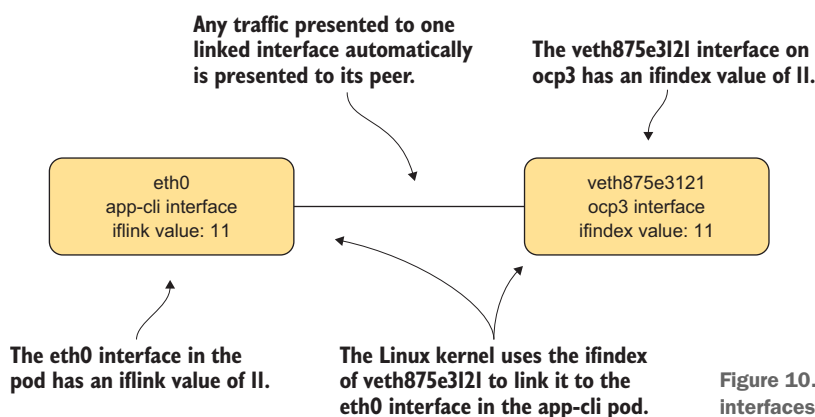 Any traffic presented to one
linked interface automatically
is presented to its peer.
The veth875e3121 interface on
ocp3 has an ifindex value of 11.
eth0
app-cli interface
iflink value: 11
veth875e3121
ocp3 interface
ifindex value: 11
The eth0 interface in the
pod has an iflink value of 11.
The Linux kernel uses the ifindex
of veth875e3121 to link it to the
eth0 interface in the app-cli pod.
Figure 10.
interfaces